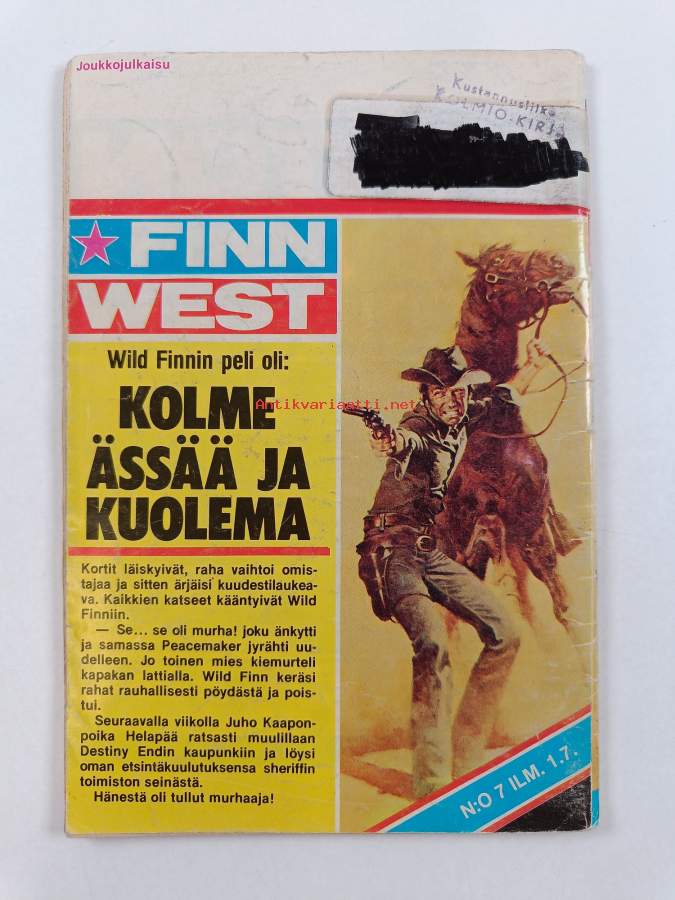 Joukkojulkaisu
Kustannusliike
KOLMIO-KIRJA
FINN
WEST
Wild Finnin peli oli:
Antikvariaatti.net
KOLME
ÄSSÄÄ JA
KUOLEMA
Kortit läiskyivät, raha vaihtoi omis-
tajaa ja sitten ärjäisi kuudestilaukea-
va. Kaikkien katseet kääntyivät Wild
Finniin.
— Se... se oli murha! joku änkytti
ja samassa Peacemaker jyrähti uu-
delleen. Jo toinen mies kiemurteli
kapakan lattialla. Wild Finn keräsi
rahat rauhallisesti pöydästä ja pois-
tui.
Seuraavalla viikolla Juho Kaapon-
poika Helapää ratsasti muulillaan
Destiny Endin kaupunkiin ja löysi
oman etsintäkuulutuksensa sheriffin
toimiston seinästä.
Hänestä oli tullut murhaaja!
N:O 7 ILM. 1.7.